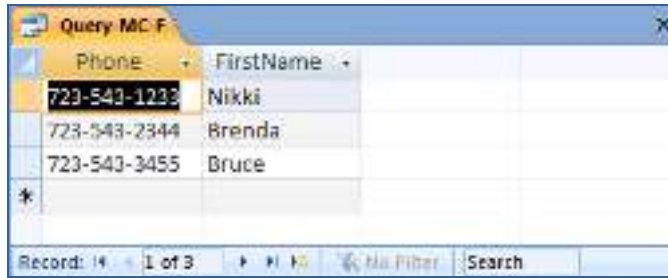 Query MC F
Phone FirstName
723-543-1233 Nikki
723-543-2344 Brenda
723-543-3455 Bruce
Record: 1 of 3 No Filter Search